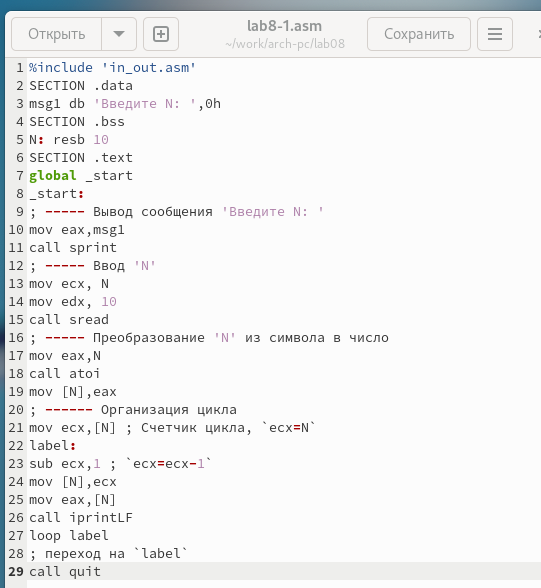 Открыть
lab8-1.asm
~/work/arch-pc/lab08
Сохранить
1 %include 'in_out.asm'
2 SECTION .data
3 msg1 db 'Введите N: ',0h
4 SECTION .bss
5 N: resb 10
6 SECTION .text
7 global _start
8 _start:
9 ; ----- Вывод сообщения 'Введите N: '
10 mov eax,msg1
11 call sprint
12 ; ----- Ввод 'N'
13 mov ecx, N
14 mov edx, 10
15 call sread
16 ; ----- Преобразование 'N' из символа в число
17 mov eax,N
18 call atoi
19 mov [N],eax
20 ; ------ Организация цикла
21 mov ecx,[N] ; Счетчик цикла, `ecx=N`
22 label:
23 sub ecx,1 ; `ecx=ecx-1`
24 mov [N],ecx
25 mov eax,[N]
26 call iprintLF
27 loop label
28 ; переход на `label`
29 call quit